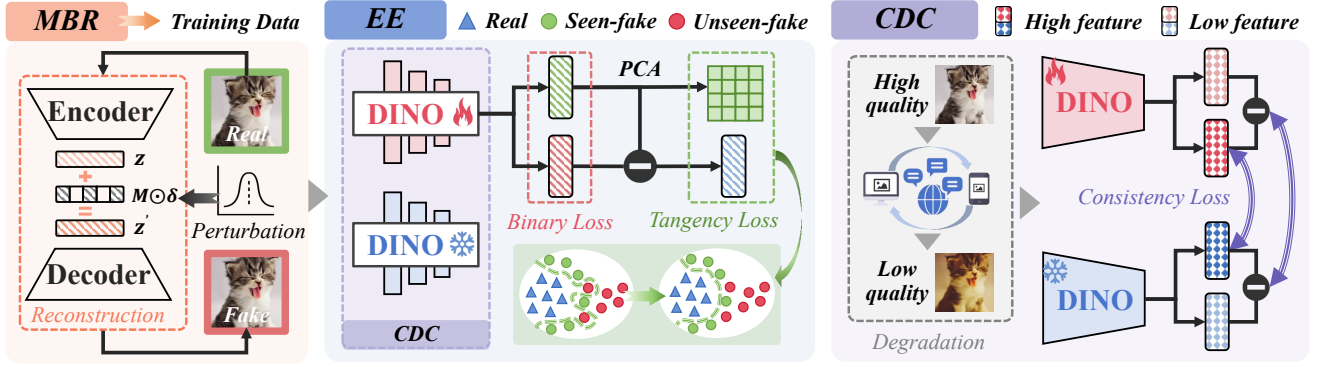 MBR
Training Data
Encoder
Real
z
+
M⊙δ
=
z'
Perturbation
Decoder
Fake
Reconstruction
EE
Real
Seen-fake
Unseen-fake
DINO
PCA
Binary Loss
Tangency Loss
DINO
CDC
CDC
High feature
Low feature
High
quality
Low
quality
Degradation
DINO
Consistency Loss
DINO